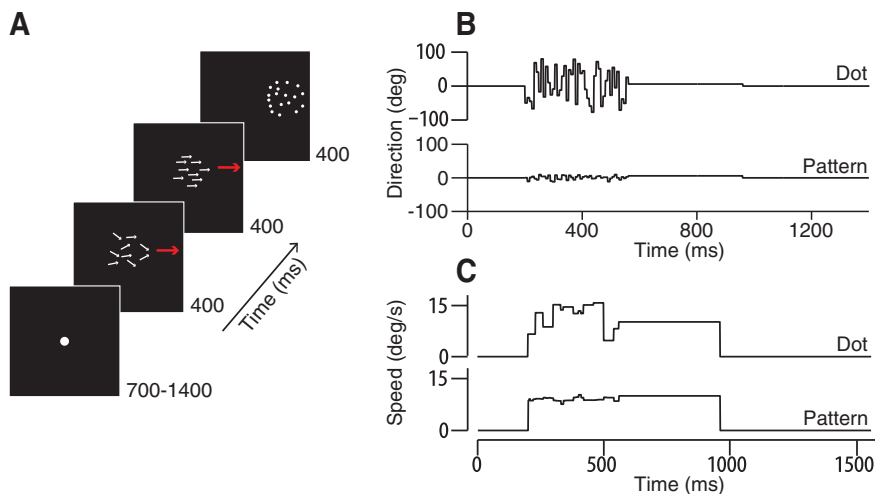 A
400
400
400
700-1400
Time (ms)
B
Direction (deg)
100
0
−100
Dot
100
0
-100
Pattern
0
400
800
1200
Time (ms)
C
Speed (deg/s)
15
0
Dot
15
0
Pattern
0
500
1000
1500
Time (ms)